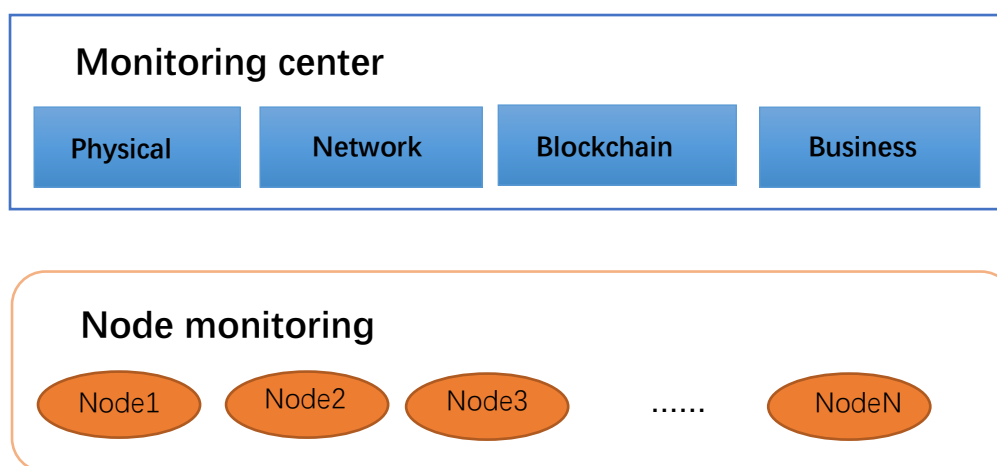 Monitoring center
Physical Network Blockchain Business
Node monitoring
Node1 Node2 Node3 ...... NodeN